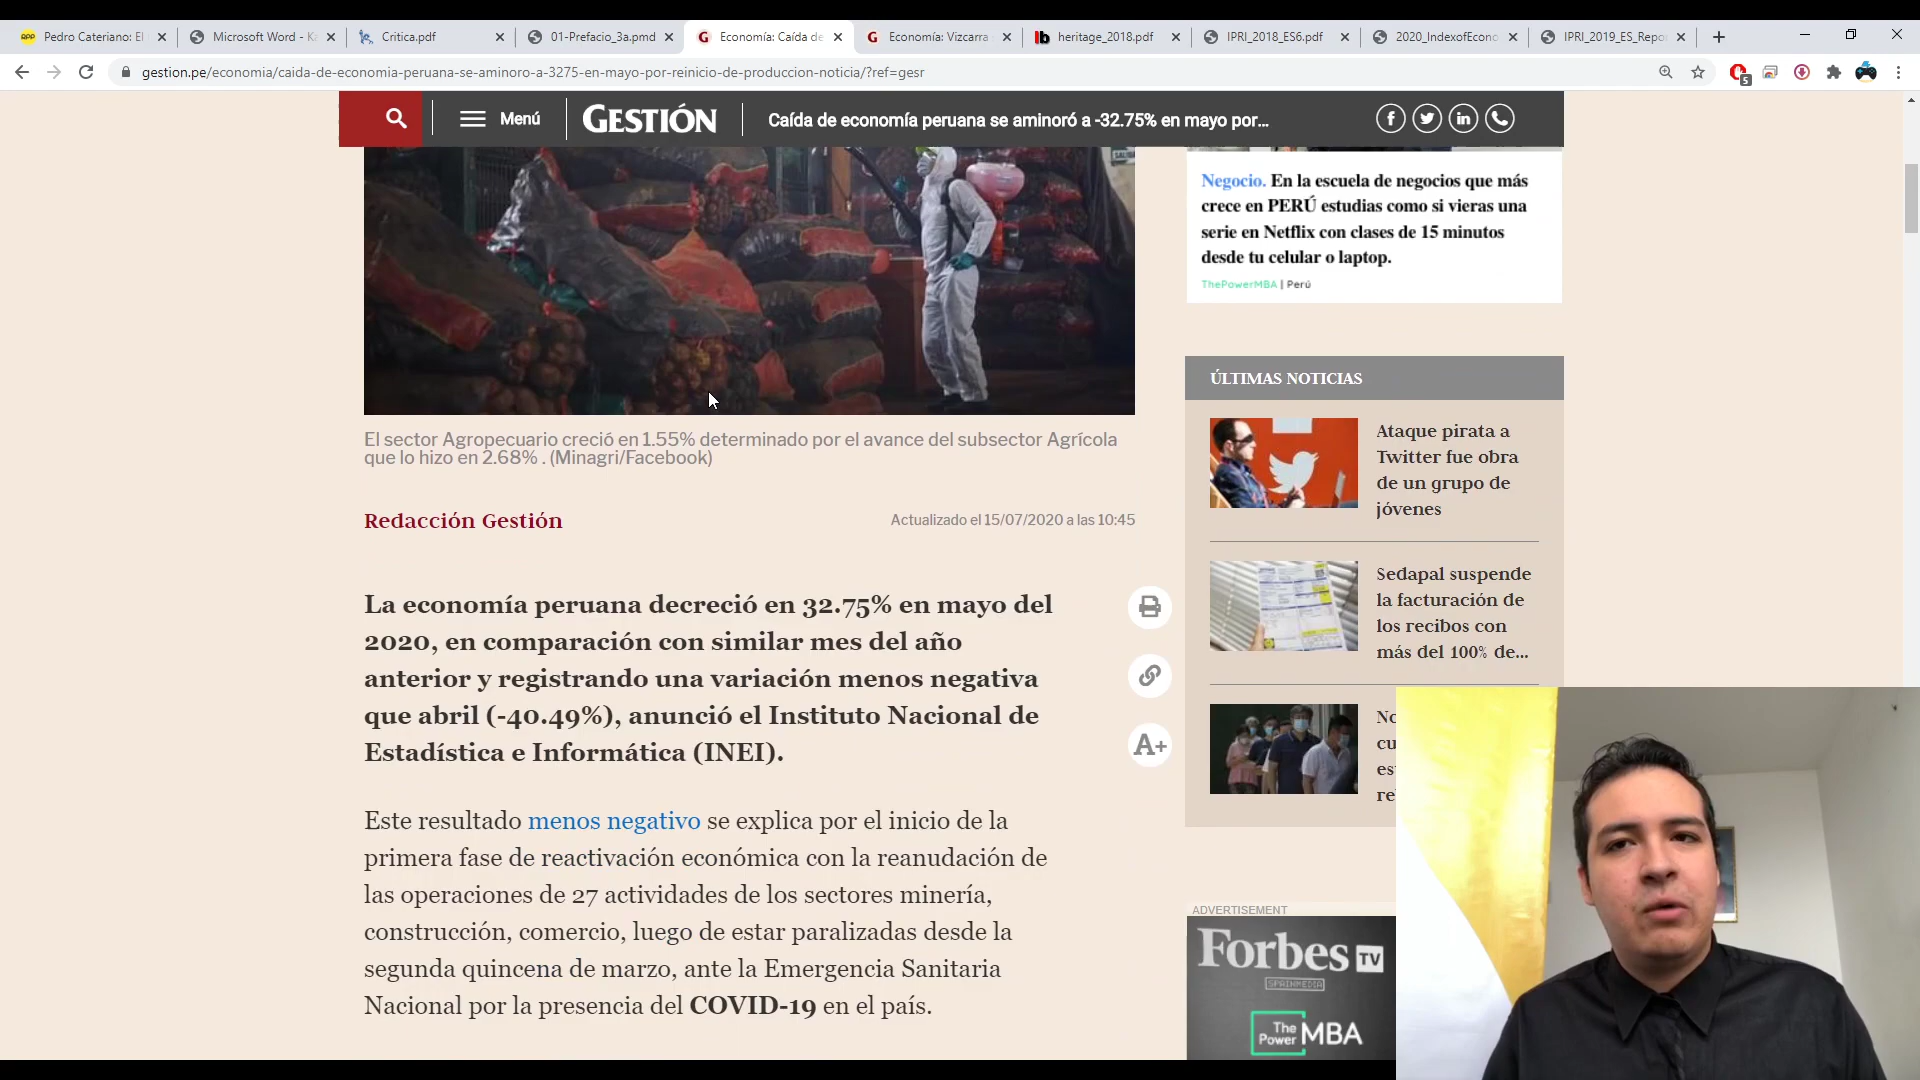 Pedro Cateriano: El
Microsoft Word - Ka
Critica.pdf
01-Prefacio_3a.pmd
Economía: Caída de
Economía: Vizcarra
heritage_2018.pdf
IPRI_2018_ES6.pdf
2020_IndexofEcono
IPRI_2019_ES_Repo
gestion.pe/economia/caida-de-economia-peruana-se-aminoro-a-3275-en-mayo-por-reinicio-de-produccion-noticia/?ref=gesr
Menú
GESTIÓN
Caída de economía peruana se aminoró a -32.75% en mayo por...
El sector Agropecuario creció en 1.55% determinado por el avance del subsector Agrícola
que lo hizo en 2.68% . (Minagri/Facebook)
Redacción Gestión
Actualizado el 15/07/2020 a las 10:45
La economía peruana decreció en 32.75% en mayo del
2020, en comparación con similar mes del año
anterior y registrando una variación menos negativa
que abril (-40.49%), anunció el Instituto Nacional de
Estadística e Informática (INEI).
Este resultado menos negativo se explica por el inicio de la
primera fase de reactivación económica con la reanudación de
las operaciones de 27 actividades de los sectores minería,
construcción, comercio, luego de estar paralizadas desde la
segunda quincena de marzo, ante la Emergencia Sanitaria
Nacional por la presencia del COVID-19 en el país.
A+
Negocio. En la escuela de negocios que más
crece en PERÚ estudias como si vieras una
serie en Netflix con clases de 15 minutos
desde tu celular o laptop.
ThePowerMBA | Perú
ÚLTIMAS NOTICIAS
Ataque pirata a
Twitter fue obra
de un grupo de
jóvenes
Sedapal suspende
la facturación de
los recibos con
más del 100% de...
ADVERTISEMENT
Forbes TV
The Power MBA